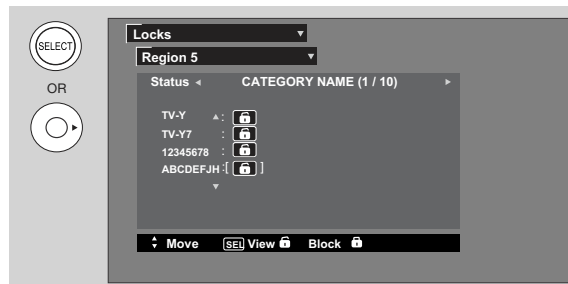 SELECT
OR
Locks
Region 5
Status CATEGORY NAME (1 / 10)
TV-Y :
TV-Y7 :
12345678 :
ABCDEFJH :[ ]
Move SEL View Block